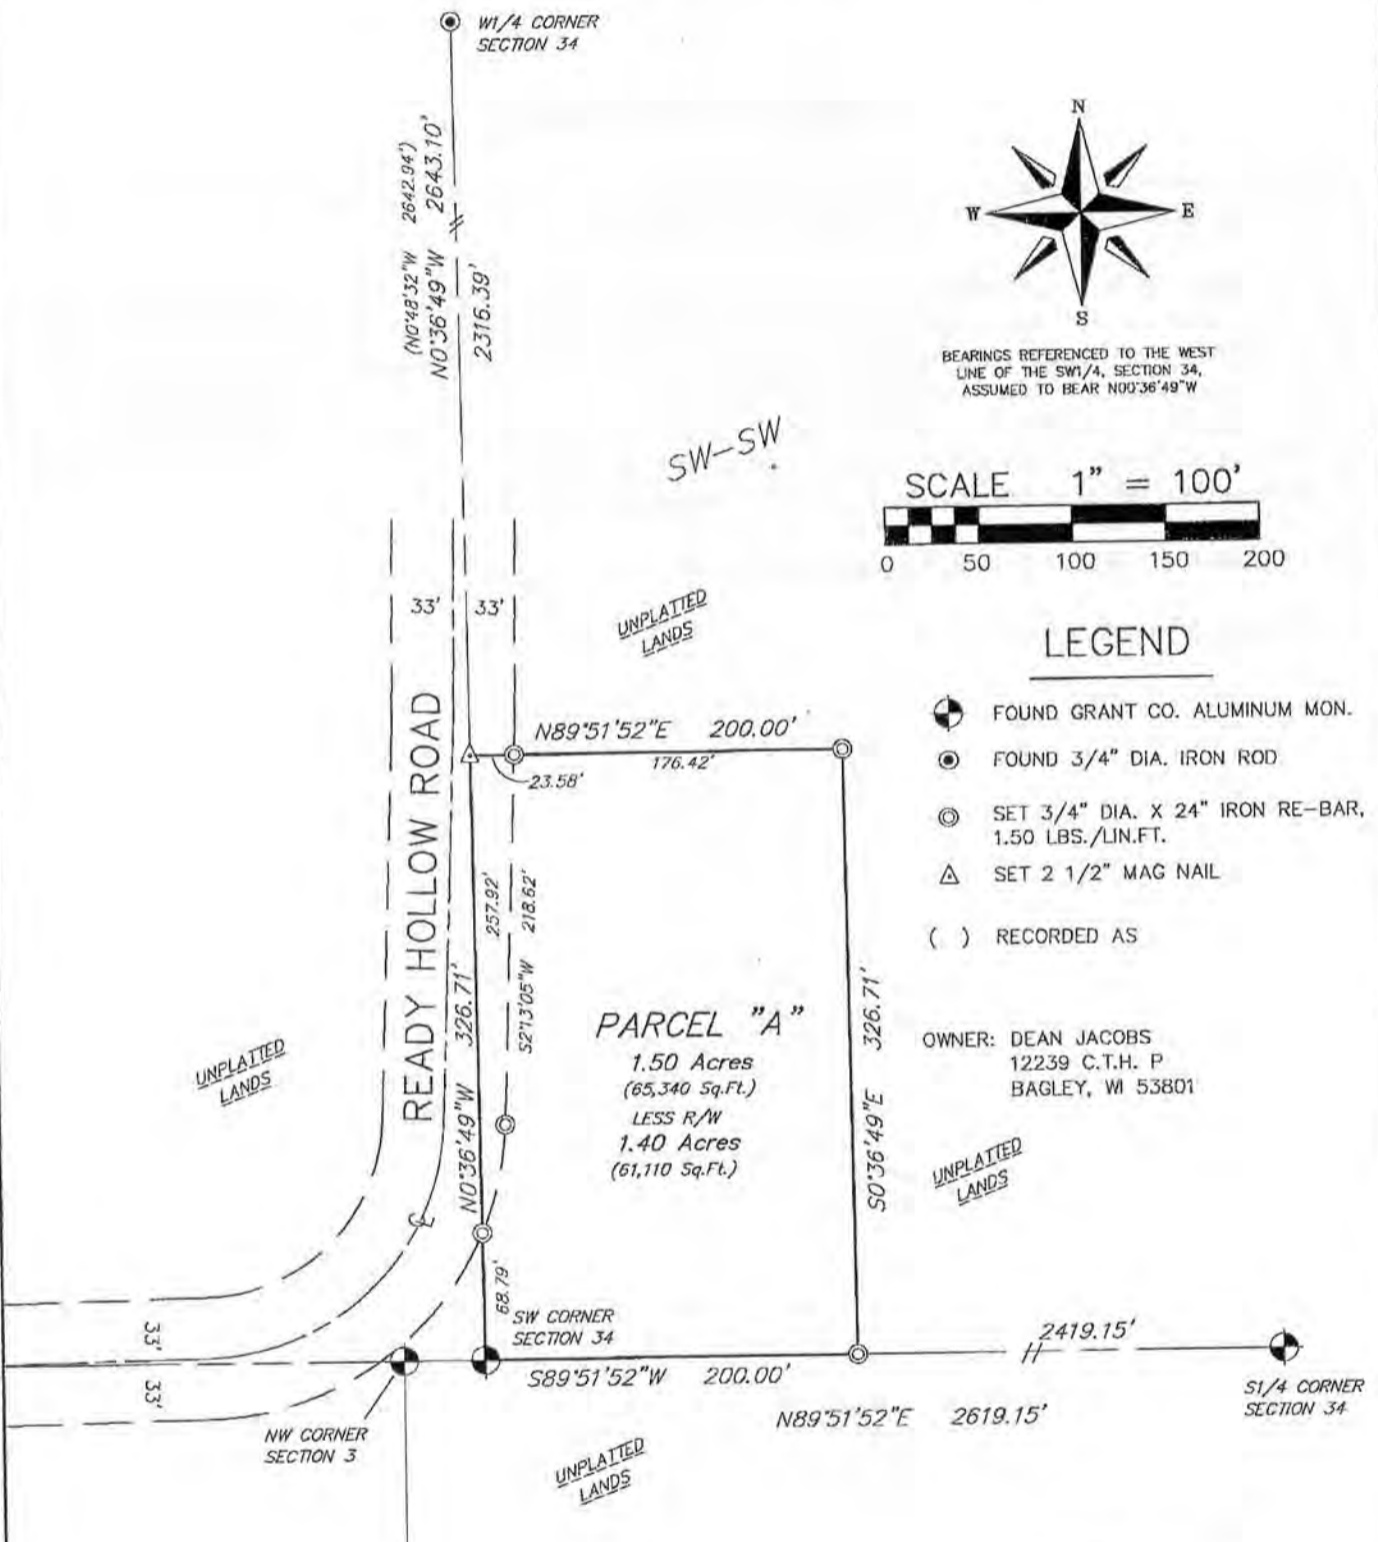 W1/4 CORNER
SECTION 34
(N0°48'32"W 2642.94')
N0°36'49"W 2643.10'
2316.39'
N
W
E
S
BEARINGS REFERENCED TO THE WEST
LINE OF THE SW1/4, SECTION 34,
ASSUMED TO BEAR N00°36'49"W
SW-SW
SCALE 1" = 100'
0 50 100 150 200
33' 33'
UNPLATTED
LANDS
LEGEND
FOUND GRANT CO. ALUMINUM MON.
FOUND 3/4" DIA. IRON ROD
SET 3/4" DIA. X 24" IRON RE-BAR,
1.50 LBS./LIN.FT.
SET 2 1/2" MAG NAIL
( ) RECORDED AS
N89°51'52"E 200.00'
176.42'
23.58'
READY HOLLOW ROAD
257.92'
S2°13'05"W 218.62'
N0°36'49"W 326.71'
PARCEL "A"
1.50 Acres
(65,340 Sq.Ft.)
LESS R/W
1.40 Acres
(61,110 Sq.Ft.)
S0°36'49"E 326.71'
OWNER: DEAN JACOBS
12239 C.T.H. P
BAGLEY, WI 53801
UNPLATTED
LANDS
UNPLATTED
LANDS
CL
68.79'
SW CORNER
SECTION 34
33'
33'
S89°51'52"W 200.00'
2419.15'
N89°51'52"E 2619.15'
S1/4 CORNER
SECTION 34
NW CORNER
SECTION 3
UNPLATTED
LANDS